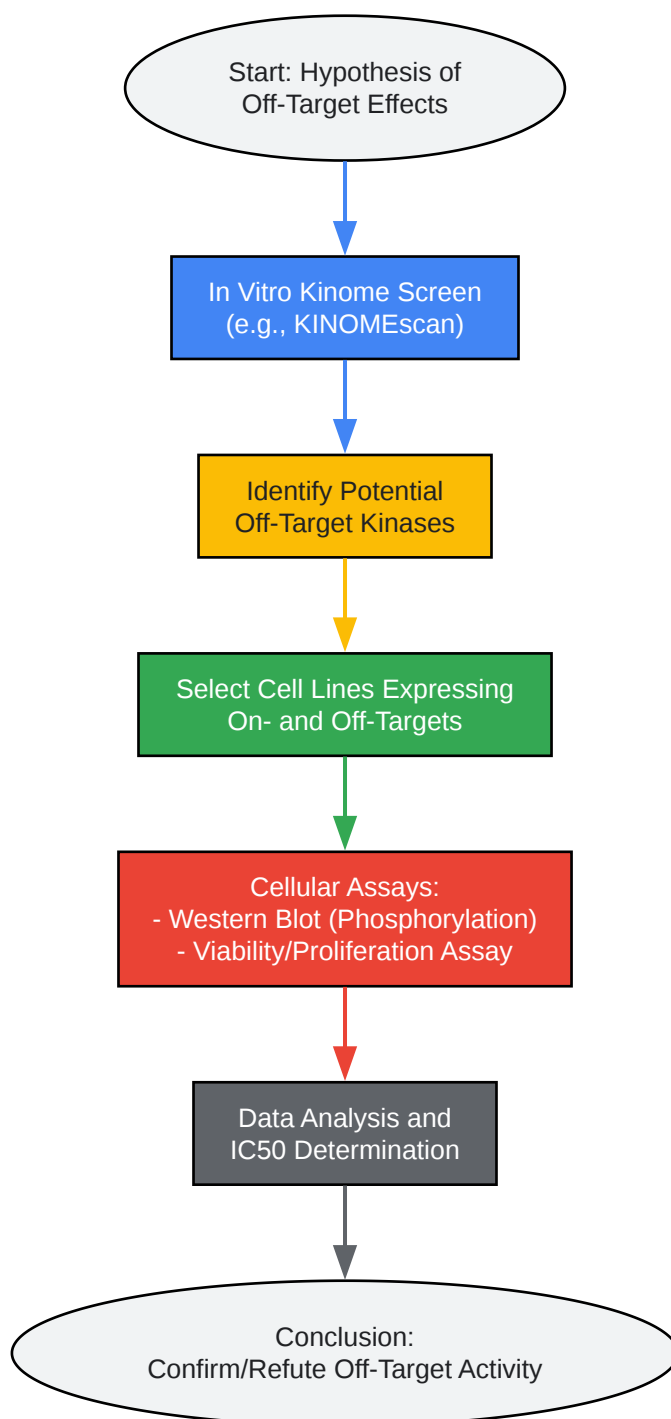 Start: Hypothesis of
Off-Target Effects
In Vitro Kinome Screen
(e.g., KINOMEscan)
Identify Potential
Off-Target Kinases
Select Cell Lines Expressing
On- and Off-Targets
Cellular Assays:
- Western Blot (Phosphorylation)
- Viability/Proliferation Assay
Data Analysis and
IC50 Determination
Conclusion:
Confirm/Refute Off-Target Activity